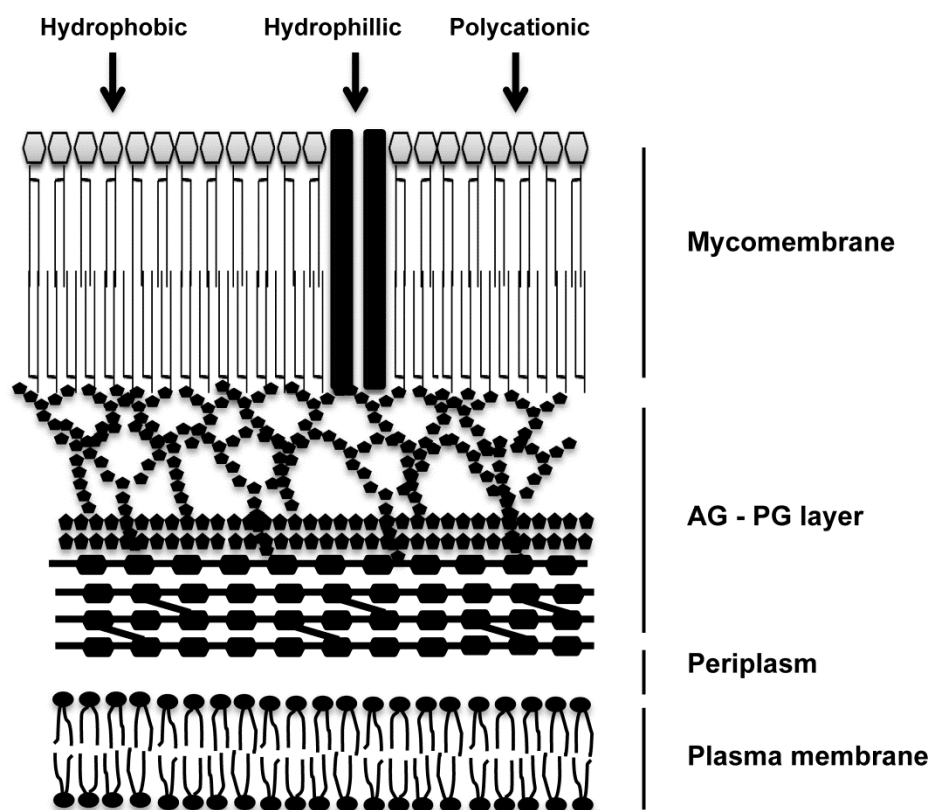 Hydrophobic Hydrophillic Polycationic
Mycomembrane
AG - PG layer
Periplasm
Plasma membrane